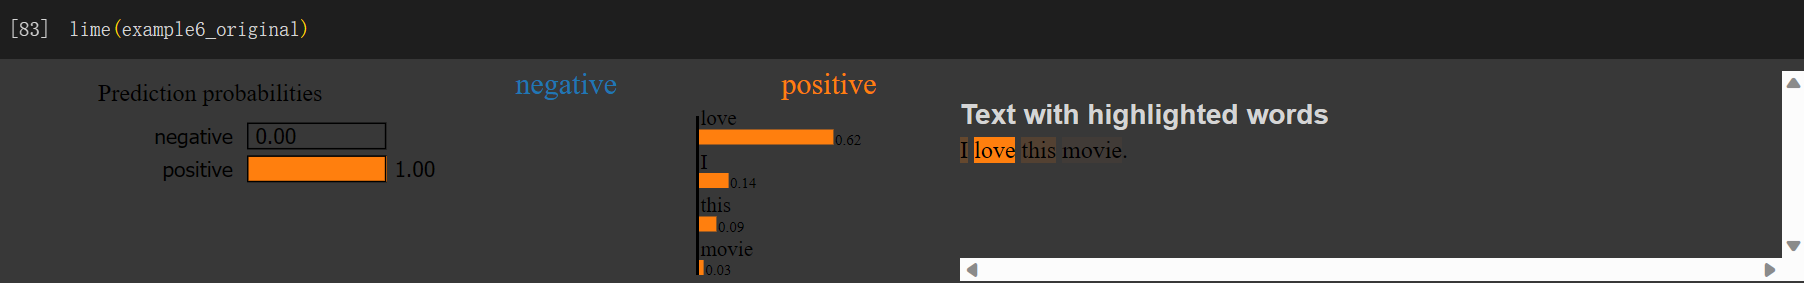 [83] lime(example6_original)
Prediction probabilities
negative 0.00
positive 1.00
negative positive
love
0.62
I
0.14
this
0.09
movie
0.03
Text with highlighted words
I love this movie.